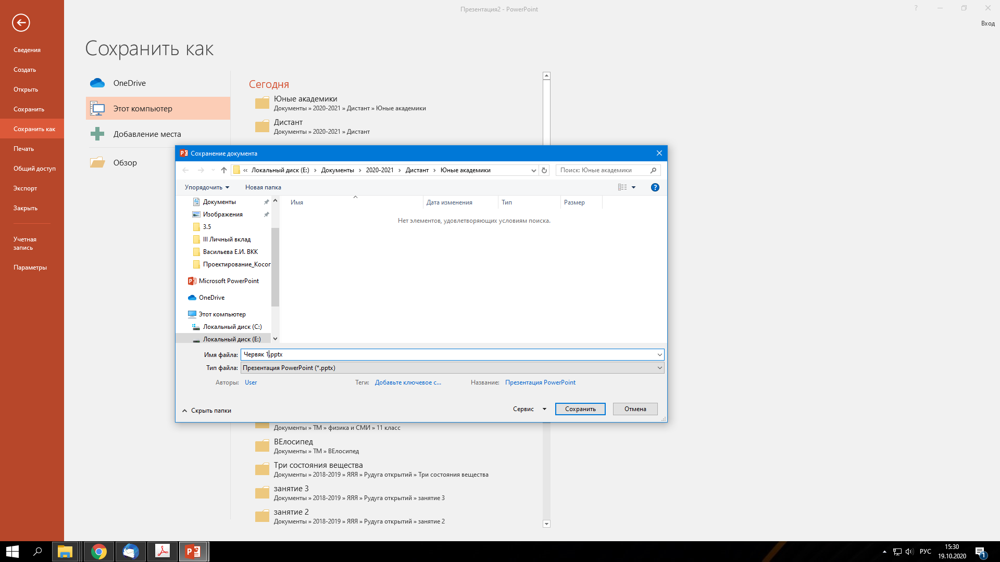 Презентация2 - PowerPoint
Вход
Сведения
Создать
Открыть
Сохранить
Сохранить как
Печать
Общий доступ
Экспорт
Закрыть
Учетная
запись
Параметры
Сохранить как
OneDrive
Этот компьютер
Добавление места
Обзор
Сегодня
Юные академики
Документы » 2020-2021 » Дистант » Юные академики
Дистант
Документы » 2020-2021 » Дистант
Сохранение документа
« Локальный диск (E:) › Документы › 2020-2021 › Дистант › Юные академики
Поиск: Юные академики
Упорядочить
Новая папка
Документы
Изображения
3.5
III Личный вклад
Васильева Е.И. ВКК
Проектирование_Косог
Microsoft PowerPoint
OneDrive
Этот компьютер
Локальный диск (C:)
Локальный диск (E:)
Имя
Дата изменения
Тип
Размер
Нет элементов, удовлетворяющих условиям поиска.
Имя файла: Червяк 1.pptx
Тип файла: Презентация PowerPoint (*.pptx)
Авторы: User
Теги: Добавьте ключевое с...
Название: Презентация PowerPoint
Скрыть папки
Сервис
Сохранить
Отмена
Документы » ТМ » физика и СМИ » 11 класс
ВЕлосипед
Документы » ТМ » ВЕлосипед
Три состояния вещества
Документы » 2018-2019 » ЯЯЯ » Рудуга открытий » Три состояния вещества
занятие 3
Документы » 2018-2019 » ЯЯЯ » Рудуга открытий » занятие 3
занятие 2
Документы » 2018-2019 » ЯЯЯ » Рудуга открытий » занятие 2
РУС
15:30
19.10.2020
1